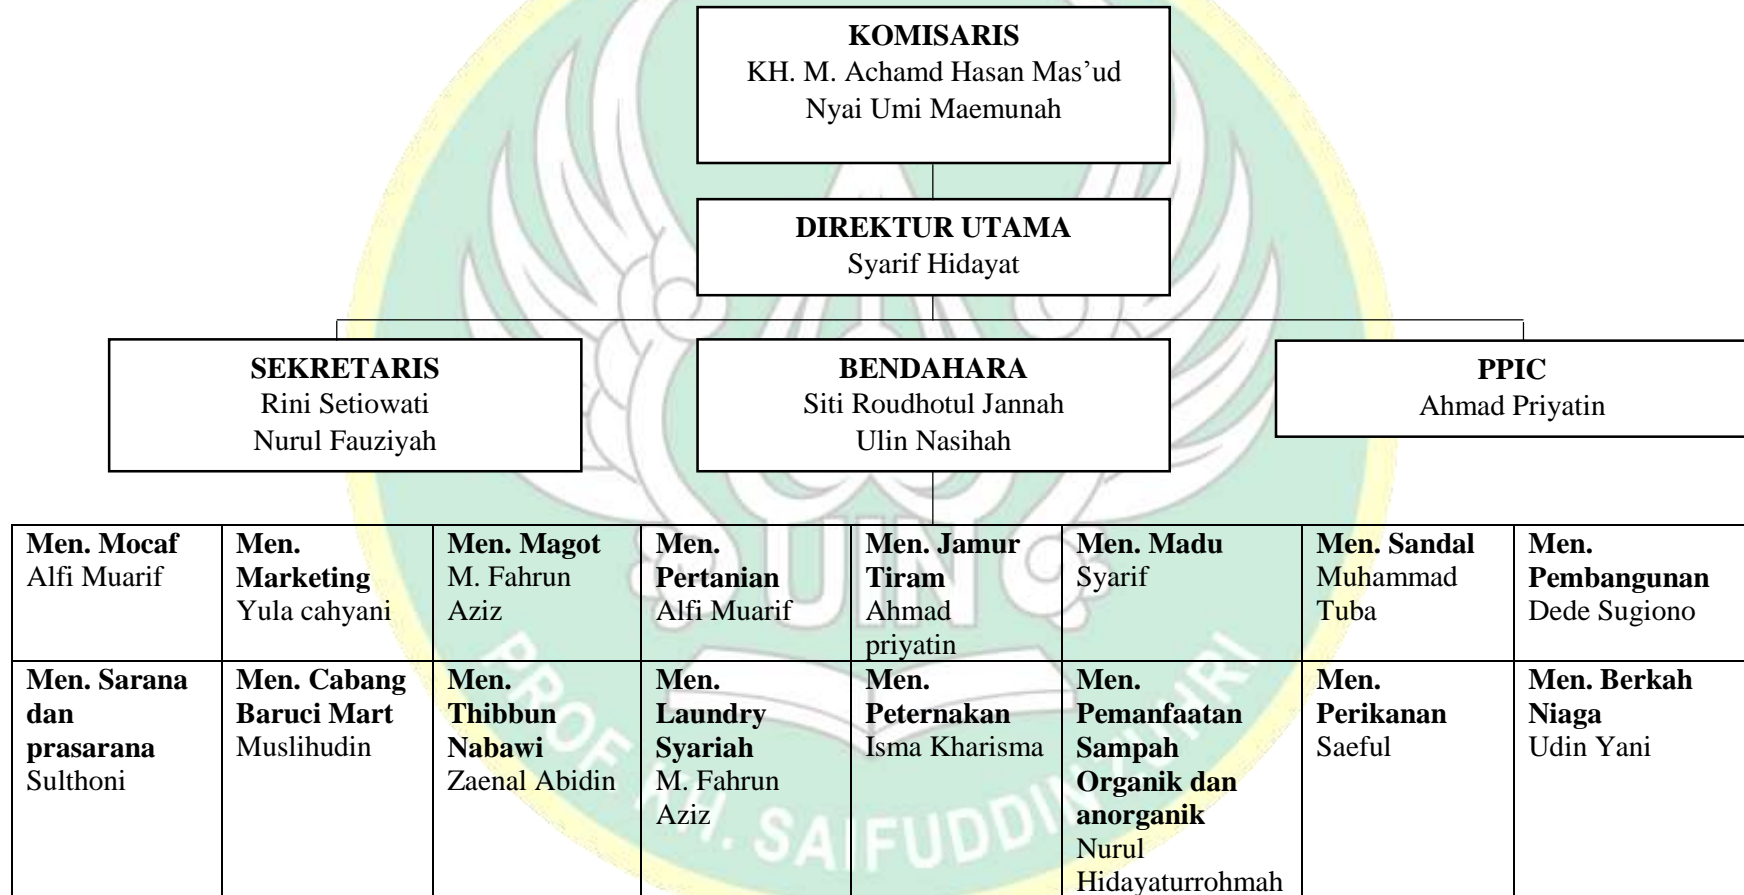 KOMISARIS
KH. M. Achamd Hasan Mas’ud
Nyai Umi Maemunah
DIREKTUR UTAMA
Syarif Hidayat
SEKRETARIS
Rini Setiowati
Nurul Fauziyah
BENDAHARA
Siti Roudhotul Jannah
Ulin Nasihah
PPIC
Ahmad Priyatin
Men. Mocaf
Alfi Muarif
Men.
Marketing
Yula cahyani
Men. Magot
M. Fahrun
Aziz
Men.
Pertanian
Alfi Muarif
Men. Jamur
Tiram
Ahmad
priyatin
Men. Madu
Syarif
Men. Sandal
Muhammad
Tuba
Men.
Pembangunan
Dede Sugiono
Men. Sarana
dan
prasarana
Sulthoni
Men. Cabang
Baruci Mart
Muslihudin
Men.
Thibbun
Nabawi
Zaenal Abidin
Men.
Laundry
Syariah
M. Fahrun
Aziz
Men.
Peternakan
Isma Kharisma
Men.
Pemanfaatan
Sampah
Organik dan
anorganik
Nurul
Hidayaturrohmah
Men.
Perikanan
Saeful
Men. Berkah
Niaga
Udin Yani
UIN
PROF. KH. SAIFUDDIN ZUHRI